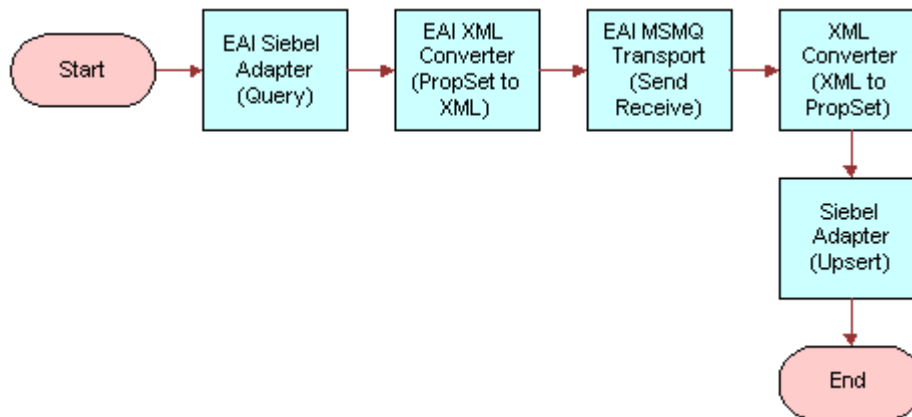 Start
EAI Siebel
Adapter
(Query)
EAI XML
Converter
(PropSet to
XML)
EAI MSMQ
Transport
(Send
Receive)
XML
Converter
(XML to
PropSet)
Siebel
Adapter
(Upsert)
End